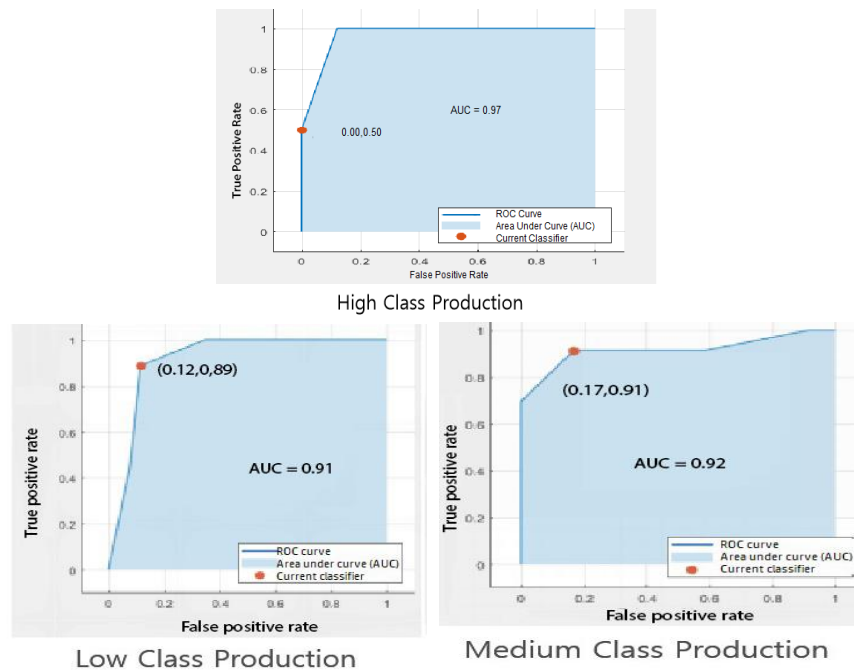 1
0.8
0.6
0.4
0.2
0
True Positive Rate
AUC = 0.97
0.00,0.50
ROC Curve
Area Under Curve (AUC)
Current Classifier
0 0.2 0.4 0.6 0.8 1
False Positive Rate
High Class Production
1
0.8
0.6
0.4
0.2
0
True positive rate
(0.12,0,89)
AUC = 0.91
ROC curve
Area under curve (AUC)
Current classifier
0 0.2 0.4 0.6 0.8 1
False positive rate
Low Class Production
1
0.8
0.6
0.4
0.2
0
True positive rate
(0.17,0.91)
AUC = 0.92
ROC curve
Area under curve (AUC)
Current classifier
0 0.2 0.4 0.6 0.8 1
False positive rate
Medium Class Production